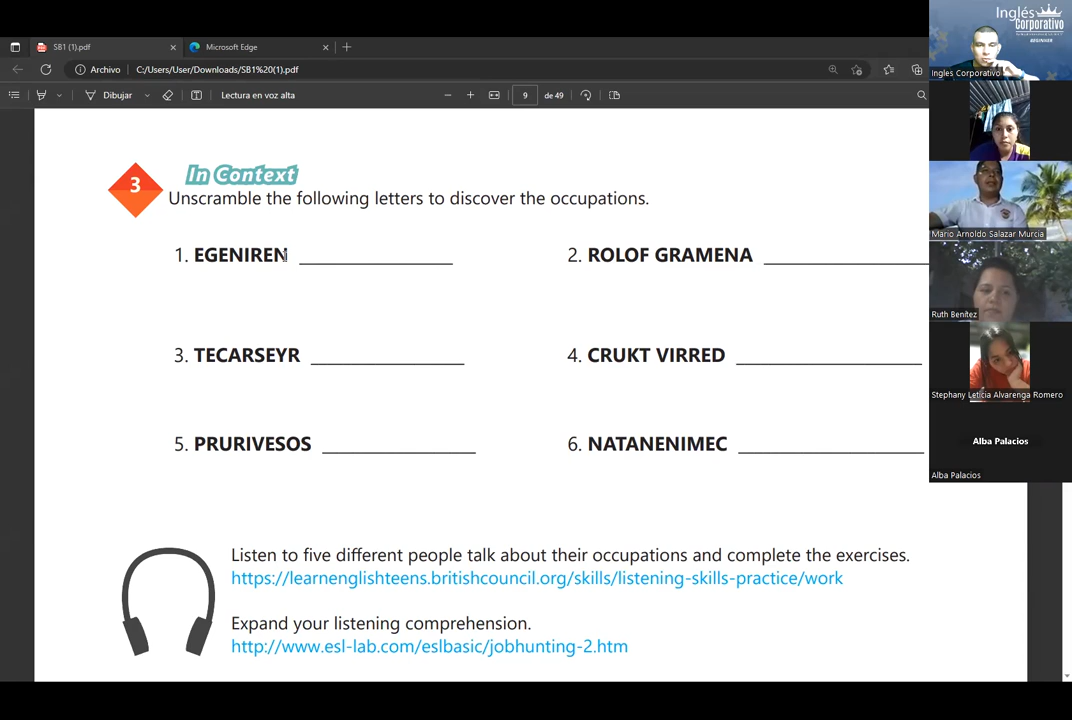 SB1 (1).pdf
Microsoft Edge
Archivo
C:/Users/User/Downloads/SB1%20(1).pdf
Dibujar
Lectura en voz alta
9
de 49
3
In Context
Unscramble the following letters to discover the occupations.
1. EGENIREN
2. ROLOF GRAMENA
3. TECARSEYR
4. CRUKT VIRRED
5. PRURIVESOS
6. NATANENIMEC
Listen to five different people talk about their occupations and complete the exercises.
https://learnenglishteens.britishcouncil.org/skills/listening-skills-practice/work
Expand your listening comprehension.
http://www.esl-lab.com/eslbasic/jobhunting-2.htm
Inglés
Corporativo
BEGINNER
Ingles Corporativo
Mario Arnoldo Salazar Murcia
Ruth Benítez
Stephany Leticia Alvarenga Romero
Alba Palacios
Alba Palacios